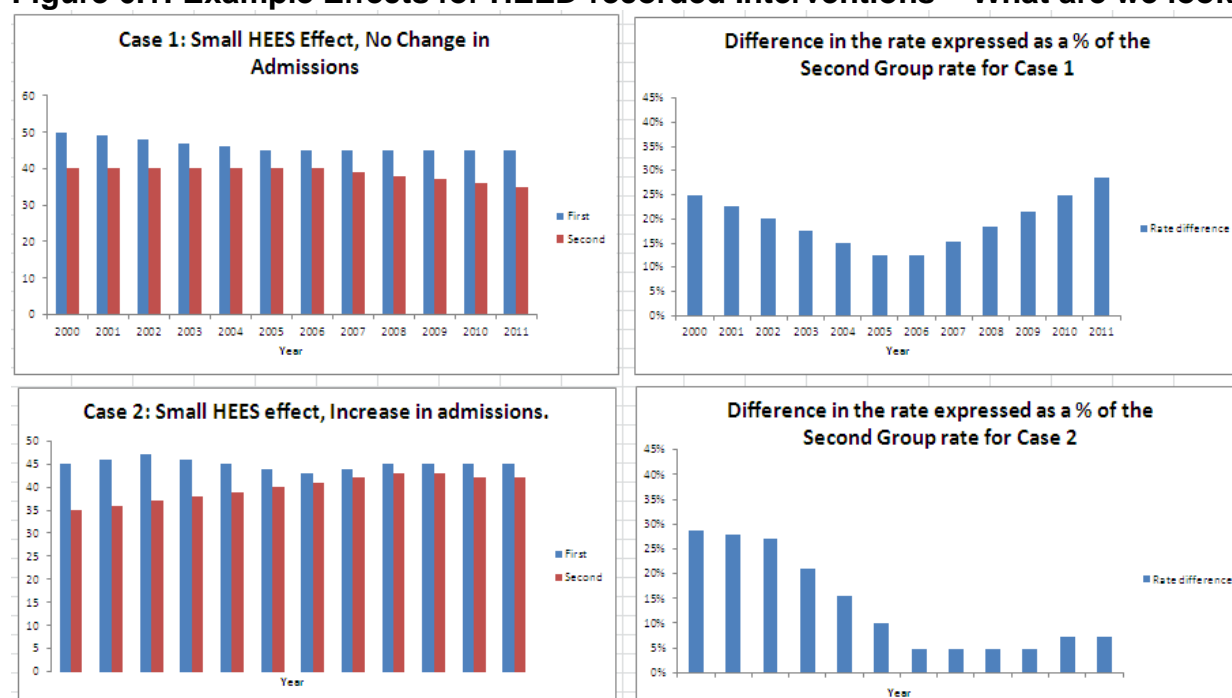 Case 1: Small HEES Effect, No Change in
Admissions
60
50
40
30
20
10
0
2000 2001 2002 2003 2004 2005 2006 2007 2008 2009 2010 2011
Year
First
Second
Difference in the rate expressed as a % of the
Second Group rate for Case 1
45%
40%
35%
30%
25%
20%
15%
10%
5%
0%
2000 2001 2002 2003 2004 2005 2006 2007 2008 2009 2010 2011
Year
Rate difference
Case 2: Small HEES effect, Increase in admissions.
50
45
40
35
30
25
20
15
10
5
0
Year
First
Second
Difference in the rate expressed as a % of the
Second Group rate for Case 2
45%
40%
35%
30%
25%
20%
15%
10%
5%
0%
Year
Rate difference